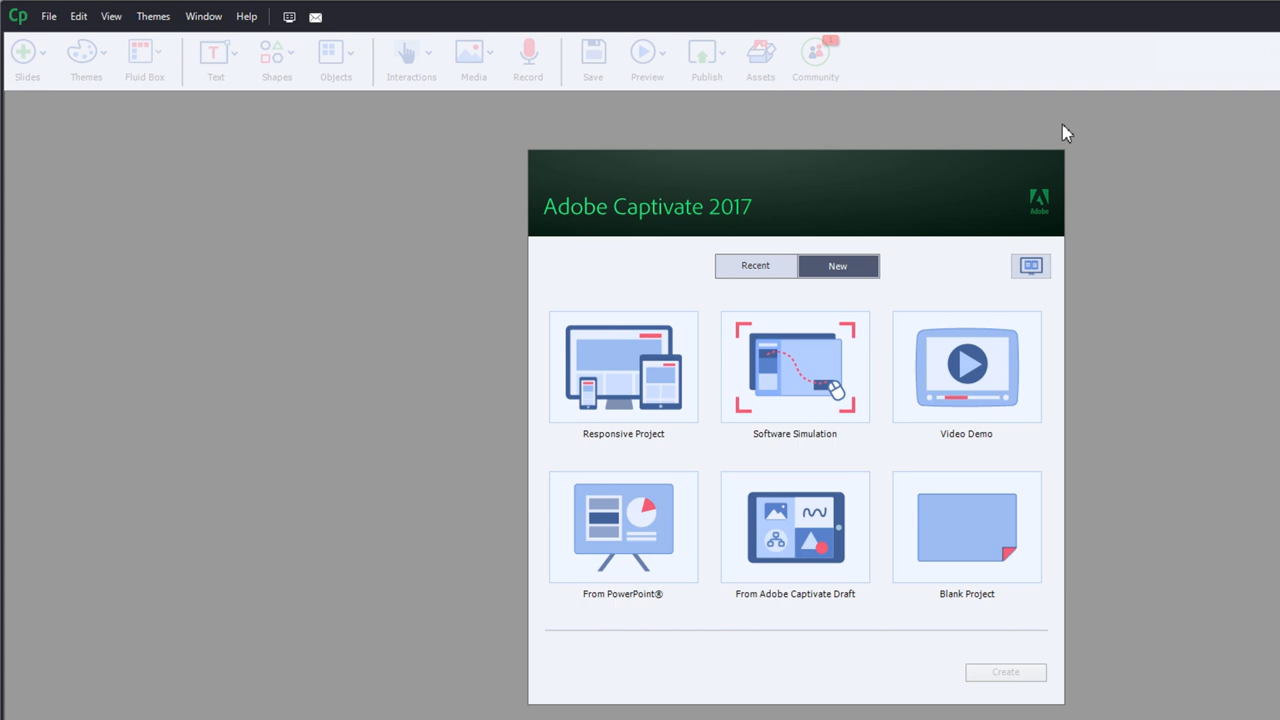 Cp File Edit View Themes Window Help
Slides Themes Fluid Box Text Shapes Objects Interactions Media Record Save Preview Publish Assets Community
Adobe Captivate 2017
Adobe
Recent New
Responsive Project Software Simulation Video Demo
From PowerPoint® From Adobe Captivate Draft Blank Project
Create